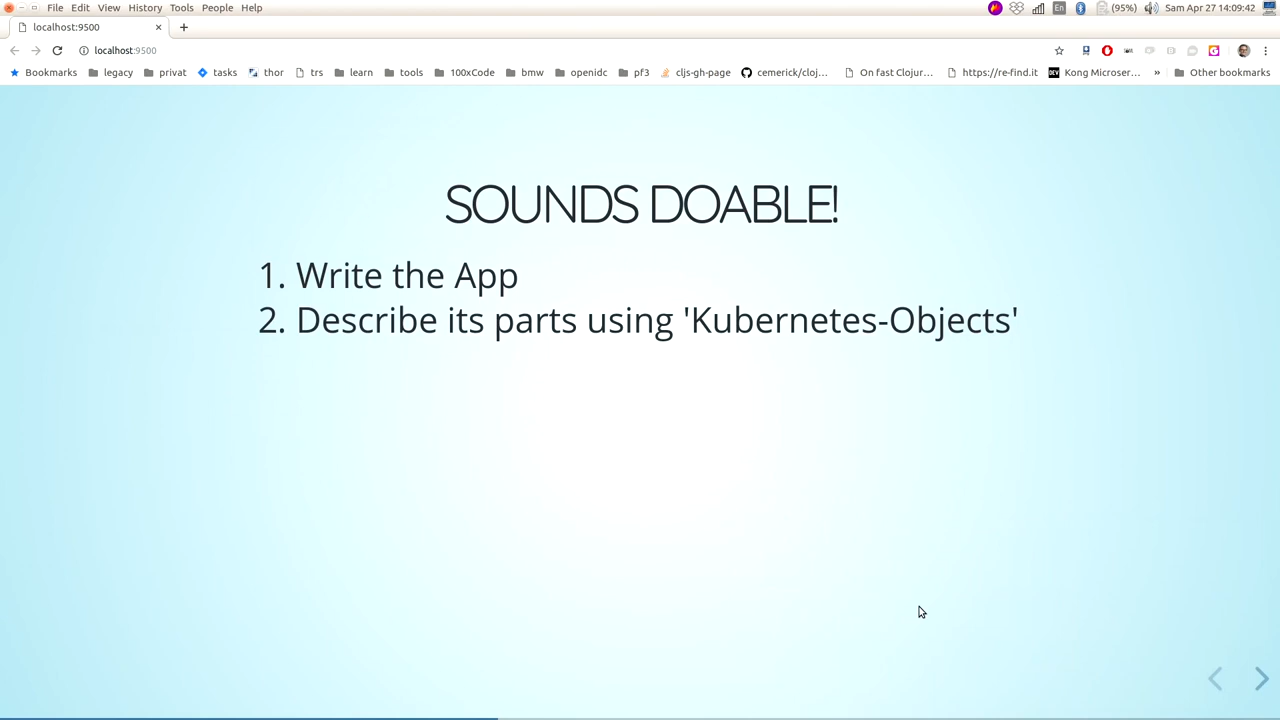 File Edit View History Tools People Help
En (95%) Sam Apr 27 14:09:42
localhost:9500
localhost:9500
Bookmarks legacy privat tasks thor trs learn tools 100xCode bmw openidc pf3 cljs-gh-page cemerick/cloj... On fast Clojur... https://re-find.it DEV Kong Microser... » Other bookmarks
SOUNDS DOABLE!
1. Write the App
2. Describe its parts using 'Kubernetes-Objects'